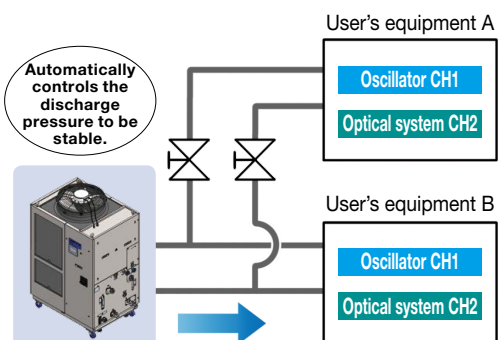 Automatically
controls the
discharge
pressure to be
stable.
User's equipment A
Oscillator CH1
Optical system CH2
User's equipment B
Oscillator CH1
Optical system CH2